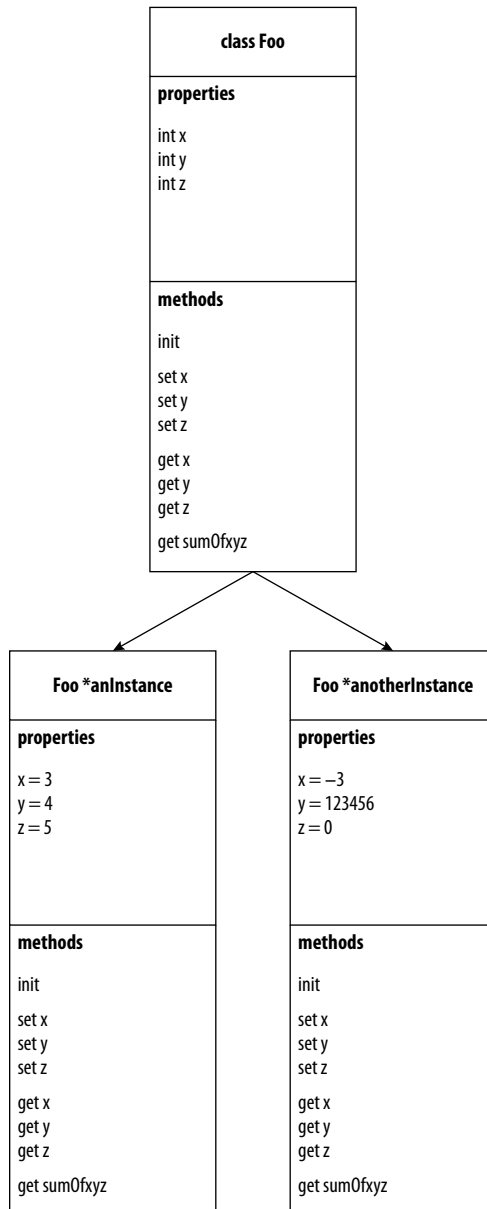 class Foo
properties
int x
int y
int z
methods
init
set x
set y
set z
get x
get y
get z
get sumOfxyz
Foo *anInstance
properties
x = 3
y = 4
z = 5
methods
init
set x
set y
set z
get x
get y
get z
get sumOfxyz
Foo *anotherInstance
properties
x = –3
y = 123456
z = 0
methods
init
set x
set y
set z
get x
get y
get z
get sumOfxyz